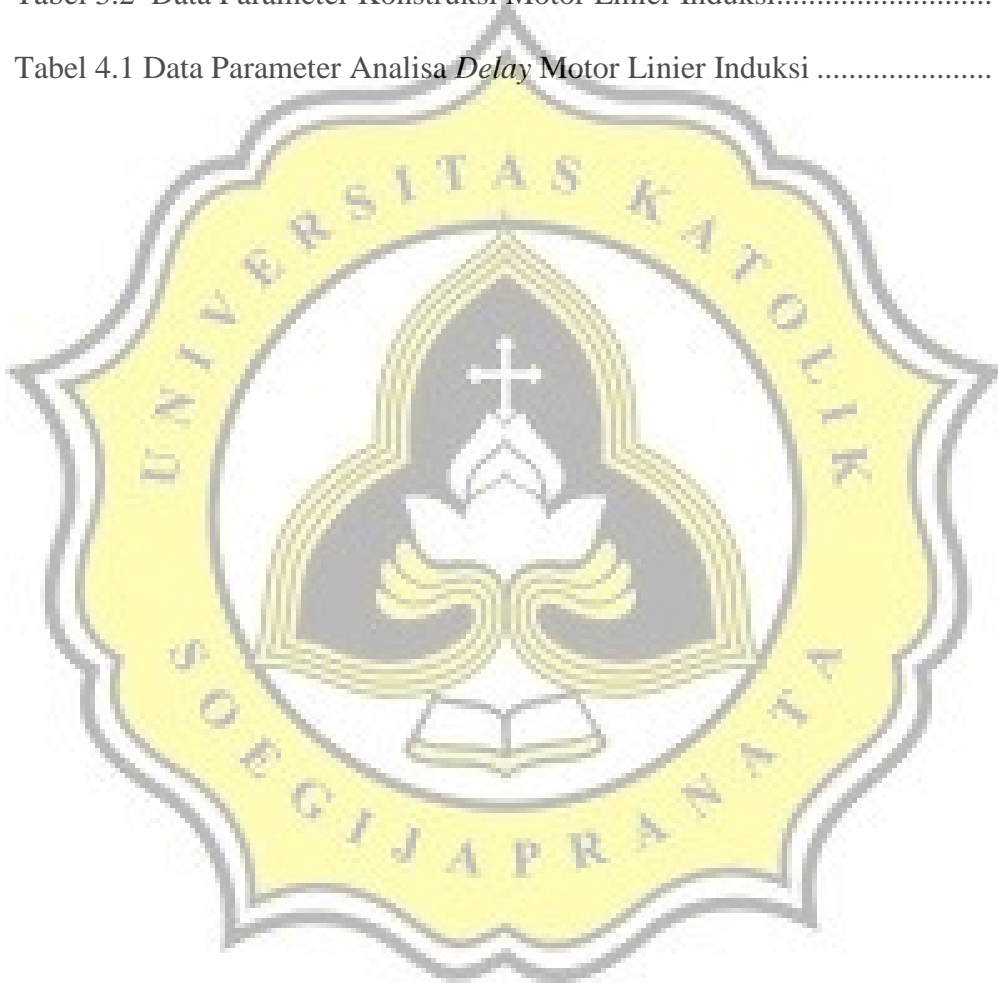 Tabel 3.2 Data Parameter Konstruksi Motor Linier Induksi...........................
Tabel 4.1 Data Parameter Analisa Delay Motor Linier Induksi ......................
UNIVERSITAS KATOLIK
SOEGIJAPRANATA